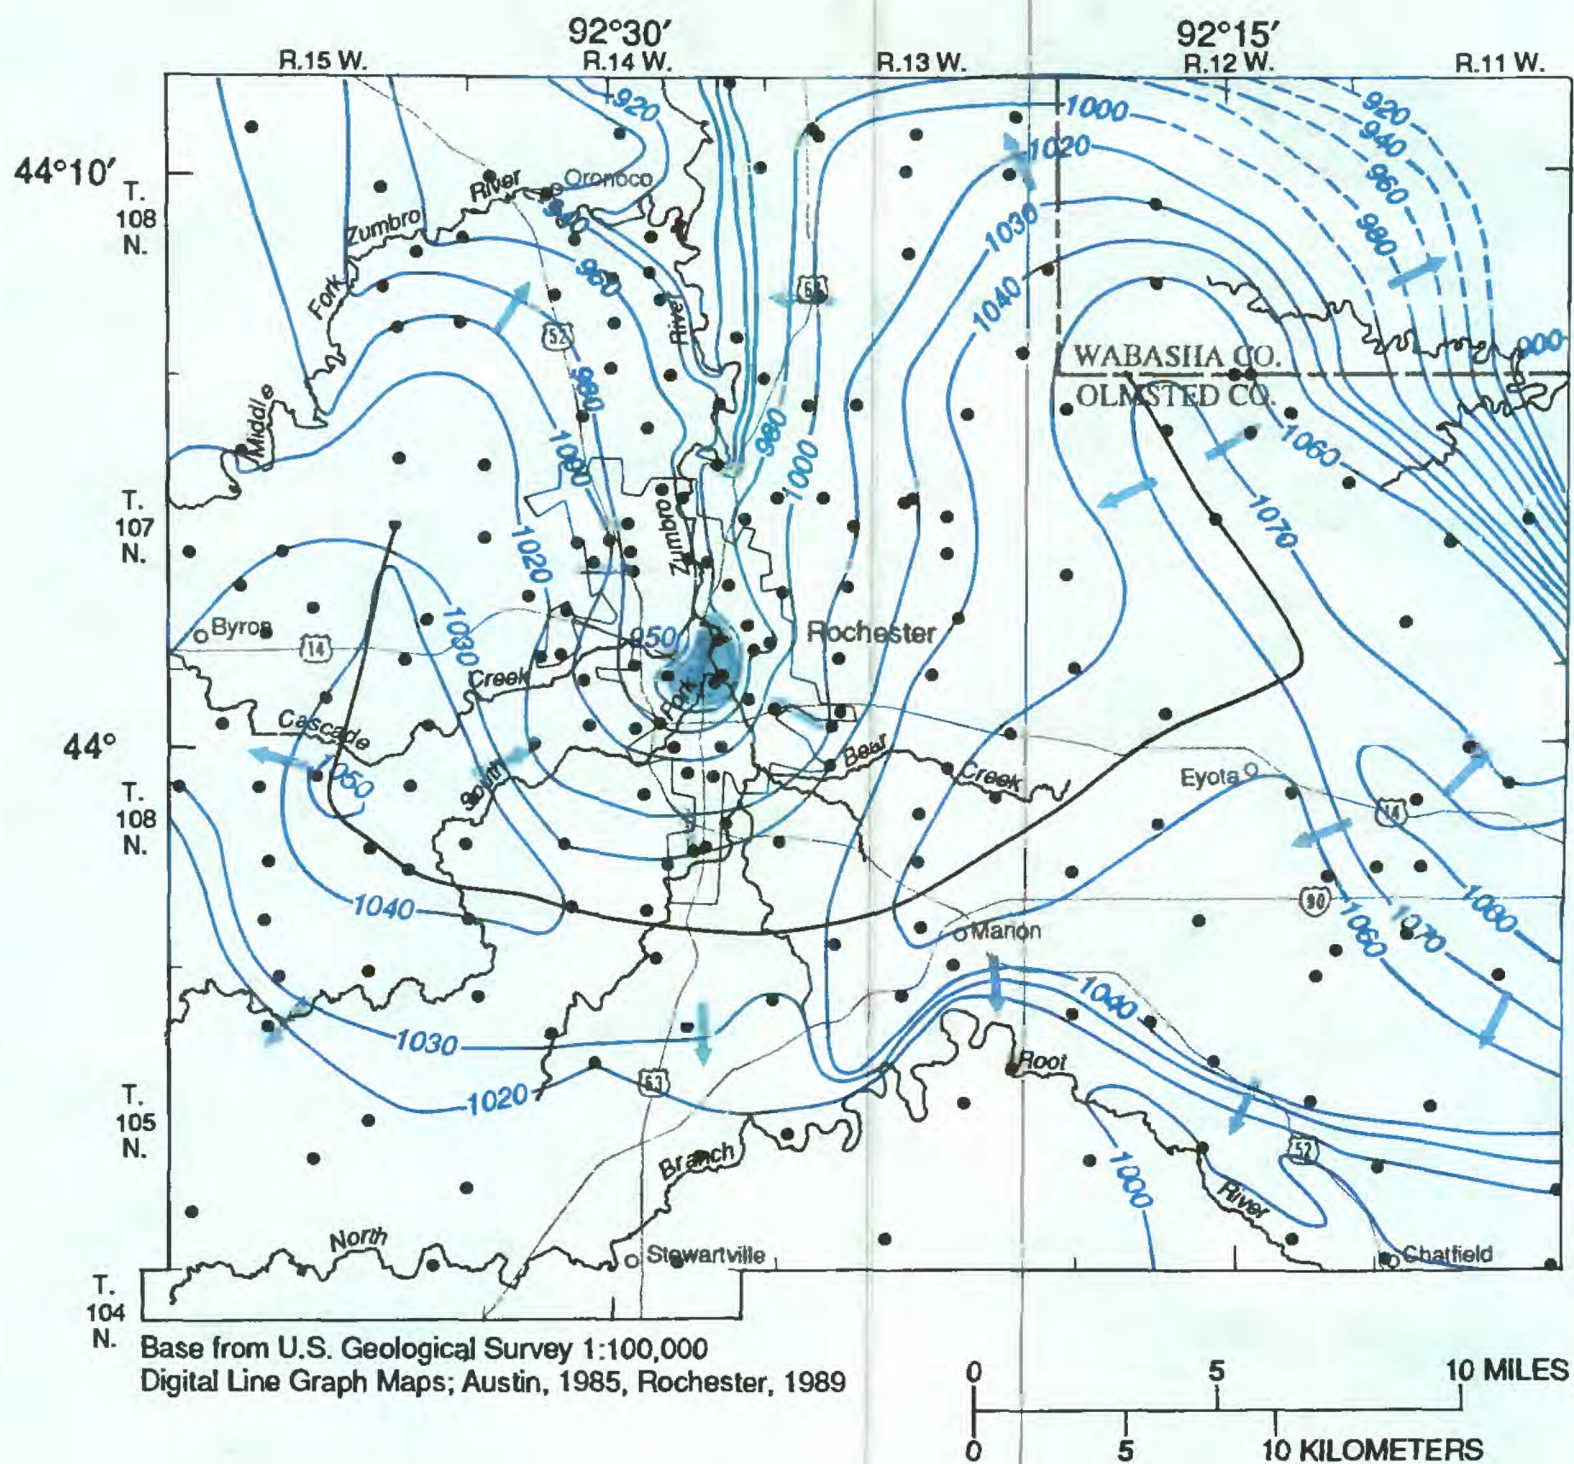 92°30′
92°15′
R.15 W.
R.14 W.
R.13 W.
R.12 W.
R.11 W.
920
1000
920
940
44°10′
T.
108
N.
River
Oronoco
1020
960
Zumbro
940
980
1030
960
Fork
River
63
1040
52
WABASHA CO.
OLMSTED CO.
900
980
Middle
980
1060
1000
1000
T.
107
N.
Zumbro
1070
1020
Byron
14
1030
950
Rochester
Creek
Fork
Cascade
44°
Bear
Creek
1050
South
Eyota
14
T.
108
N.
1040
90
1080
1070
1060
Marion
1040
1030
Root
1020
63
T.
105
N.
52
Branch
1000
River
North
Stewartville
Chatfield
T.
104
N.
Base from U.S. Geological Survey 1:100,000
Digital Line Graph Maps; Austin, 1985, Rochester, 1989
0 5 10 MILES
0 5 10 KILOMETERS